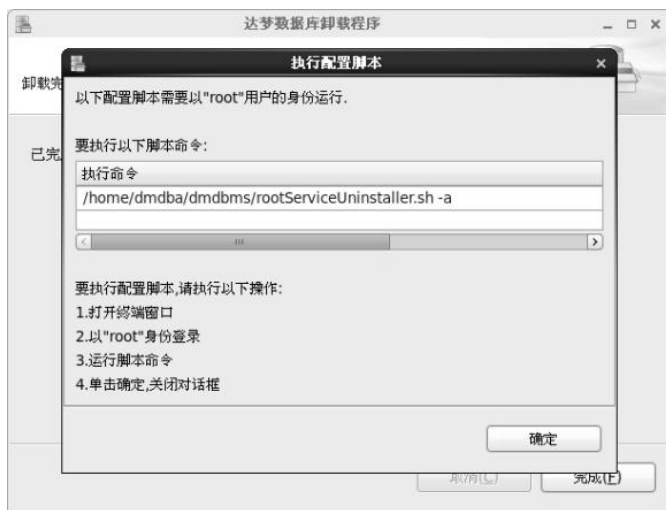 达梦数据库卸载程序
执行配置脚本
卸载完
以下配置脚本需要以"root"用户的身份运行.
已完
要执行以下脚本命令:
执行命令
/home/dmdba/dmdbms/rootServiceUninstaller.sh -a
要执行配置脚本,请执行以下操作:
1.打开终端窗口
2.以"root"身份登录
3.运行脚本命令
4.单击确定,关闭对话框
确定
取消(C)
完成(F)